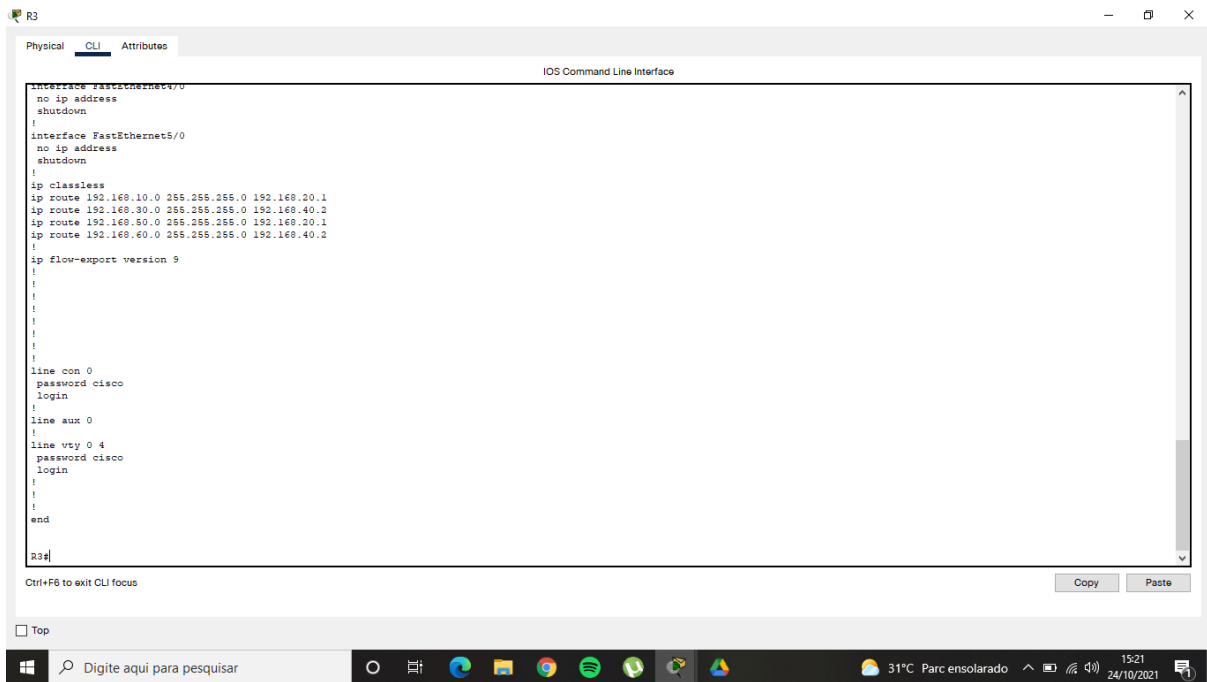 R3
Physical CLI Attributes
IOS Command Line Interface
interface FastEthernet4/0
no ip address
shutdown
!
interface FastEthernet5/0
no ip address
shutdown
!
ip classless
ip route 192.168.10.0 255.255.255.0 192.168.20.1
ip route 192.168.30.0 255.255.255.0 192.168.40.2
ip route 192.168.50.0 255.255.255.0 192.168.20.1
ip route 192.168.60.0 255.255.255.0 192.168.40.2
!
ip flow-export version 9
!
!
!
!
!
!
!
!
line con 0
password cisco
login
!
line aux 0
!
line vty 0 4
password cisco
login
!
!
!
end
R3#
Ctrl+F6 to exit CLI focus
Copy Paste
Top
Digite aqui para pesquisar
31°C Parc ensolarado
15:21
24/10/2021